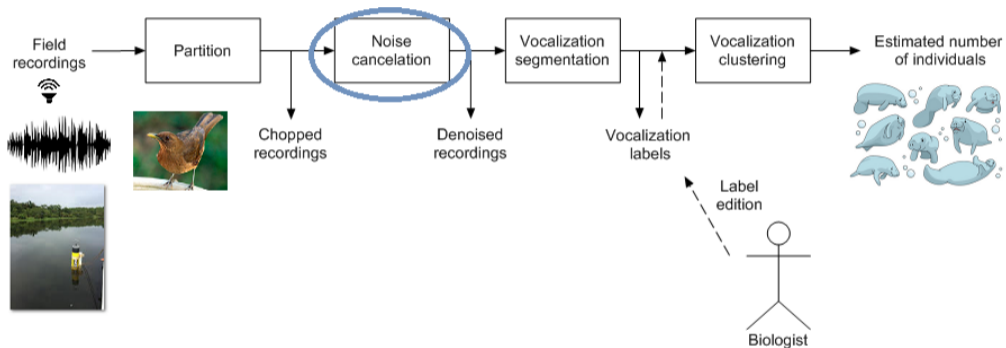 Field
recordings
Partition
Noise
cancelation
Vocalization
segmentation
Vocalization
clustering
Estimated number
of individuals
Chopped
recordings
Denoised
recordings
Vocalization
labels
Label
edition
Biologist